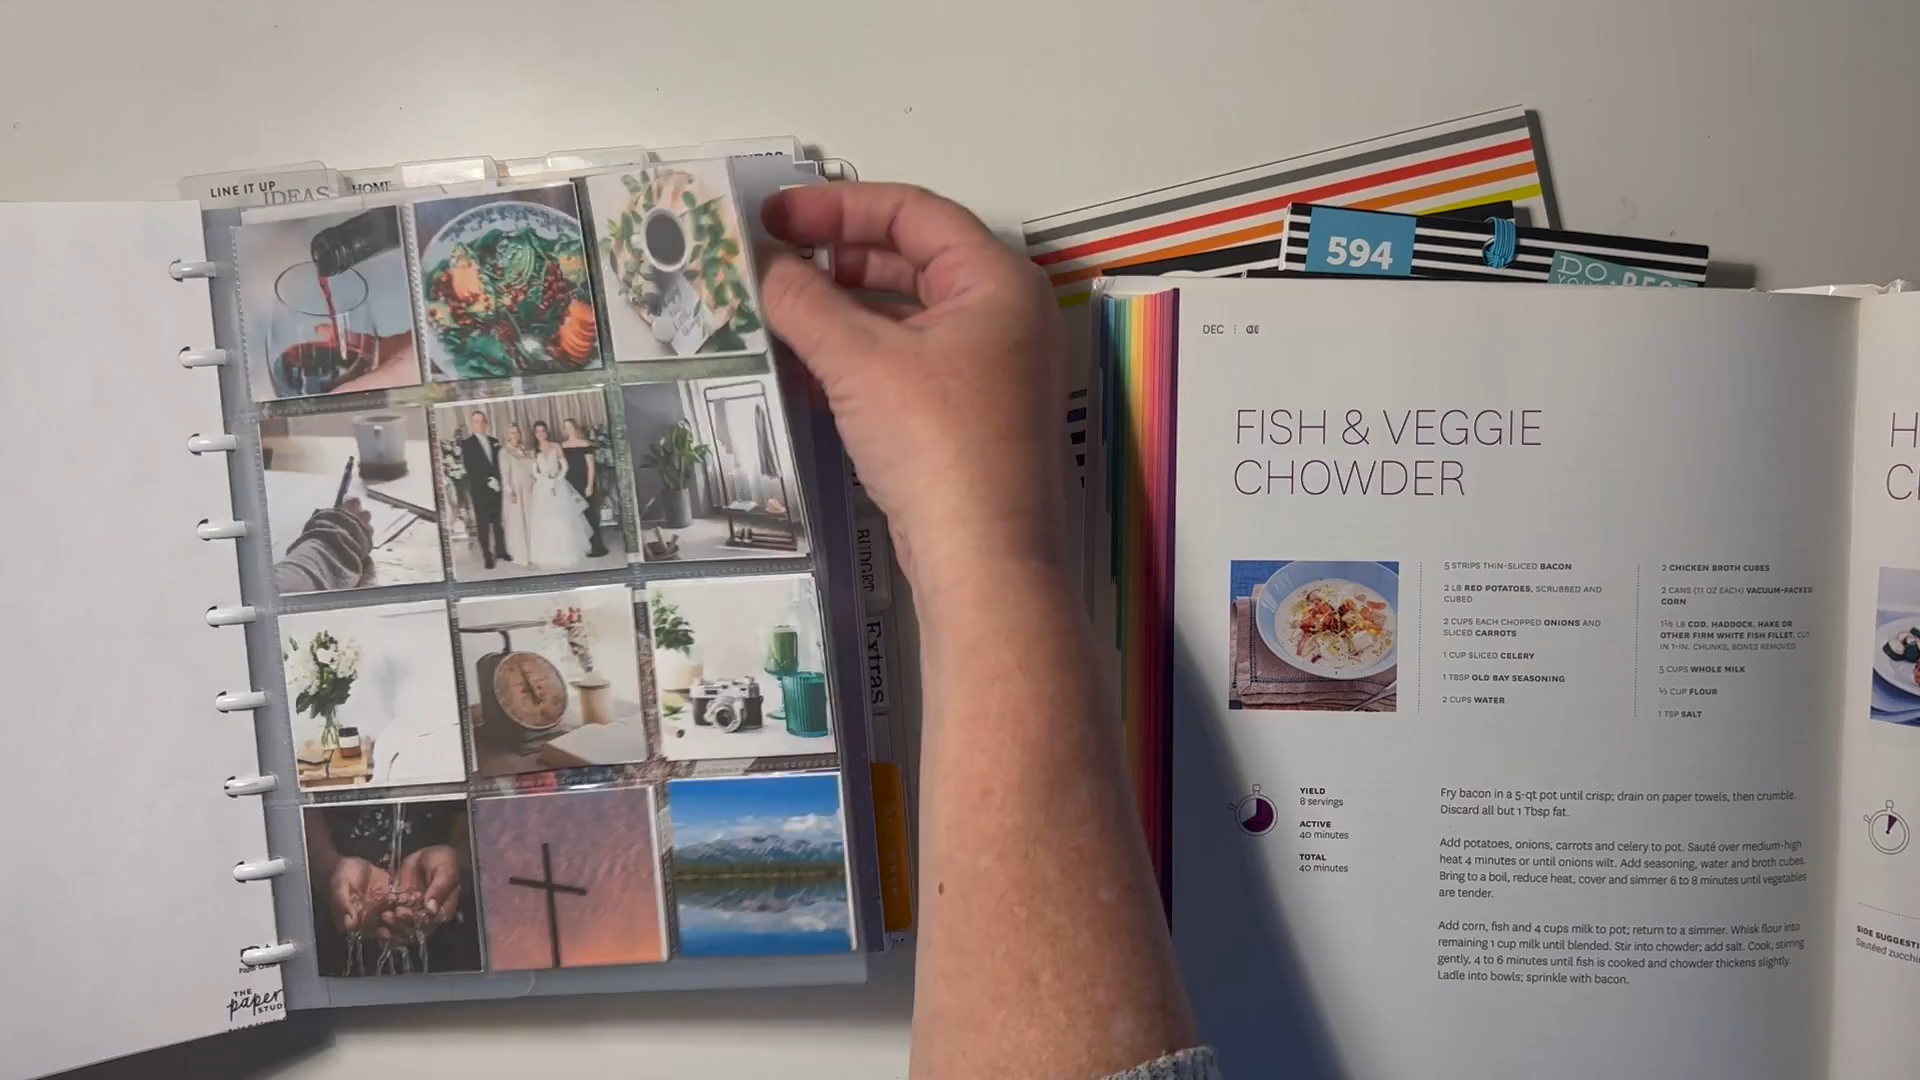 LINE IT UP
IDEAS
HOME
BUDGET
Extras
THE
paper
STUD
594
DO
DEC
FISH & VEGGIE
CHOWDER
5 STRIPS THIN-SLICED BACON
2 LB RED POTATOES, SCRUBBED AND
CUBED
2 CUPS EACH CHOPPED ONIONS AND
SLICED CARROTS
1 CUP SLICED CELERY
1 TBSP OLD BAY SEASONING
2 CUPS WATER
2 CHICKEN BROTH CUBES
2 CANS (11 OZ EACH) VACUUM-PACKED
CORN
1½ LB COD, HADDOCK, HAKE OR
OTHER FIRM WHITE FISH FILLET, CUT
IN 1-IN. CHUNKS, BONES REMOVED
5 CUPS WHOLE MILK
⅓ CUP FLOUR
1 TSP SALT
YIELD
8 servings
ACTIVE
40 minutes
TOTAL
40 minutes
Fry bacon in a 5-qt pot until crisp; drain on paper towels, then crumble.
Discard all but 1 Tbsp fat.
Add potatoes, onions, carrots and celery to pot. Sauté over medium-high
heat 4 minutes or until onions wilt. Add seasoning, water and broth cubes.
Bring to a boil, reduce heat, cover and simmer 6 to 8 minutes until vegetables
are tender.
Add corn, fish and 4 cups milk to pot; return to a simmer. Whisk flour into
remaining 1 cup milk until blended. Stir into chowder; add salt. Cook, stirring
gently, 4 to 6 minutes until fish is cooked and chowder thickens slightly.
Ladle into bowls; sprinkle with bacon.
H
C
SIDE SUGGESTI
Sautéed zucchi